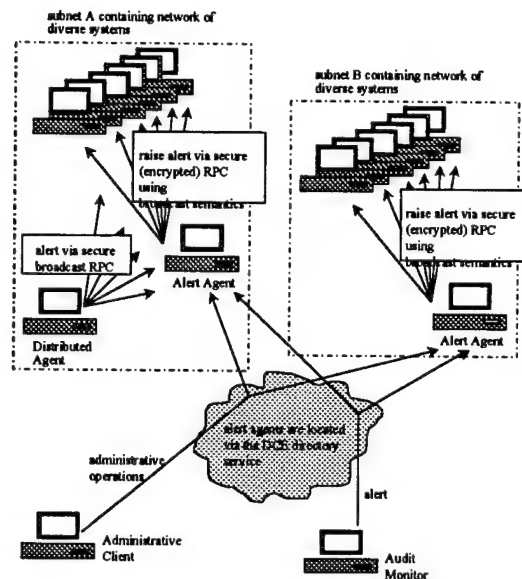 subnet A containing network of
diverse systems
subnet B containing network of
diverse systems
raise alert via secure
(encrypted) RPC
using
broadcast semantics
raise alert via secure
(encrypted) RPC
using
broadcast semantics
alert via secure
broadcast RPC
Alert Agent
Distributed
Agent
Alert Agent
alert agents are located
via the DCE directory
service
administrative
operations
alert
Administrative
Client
Audit
Monitor